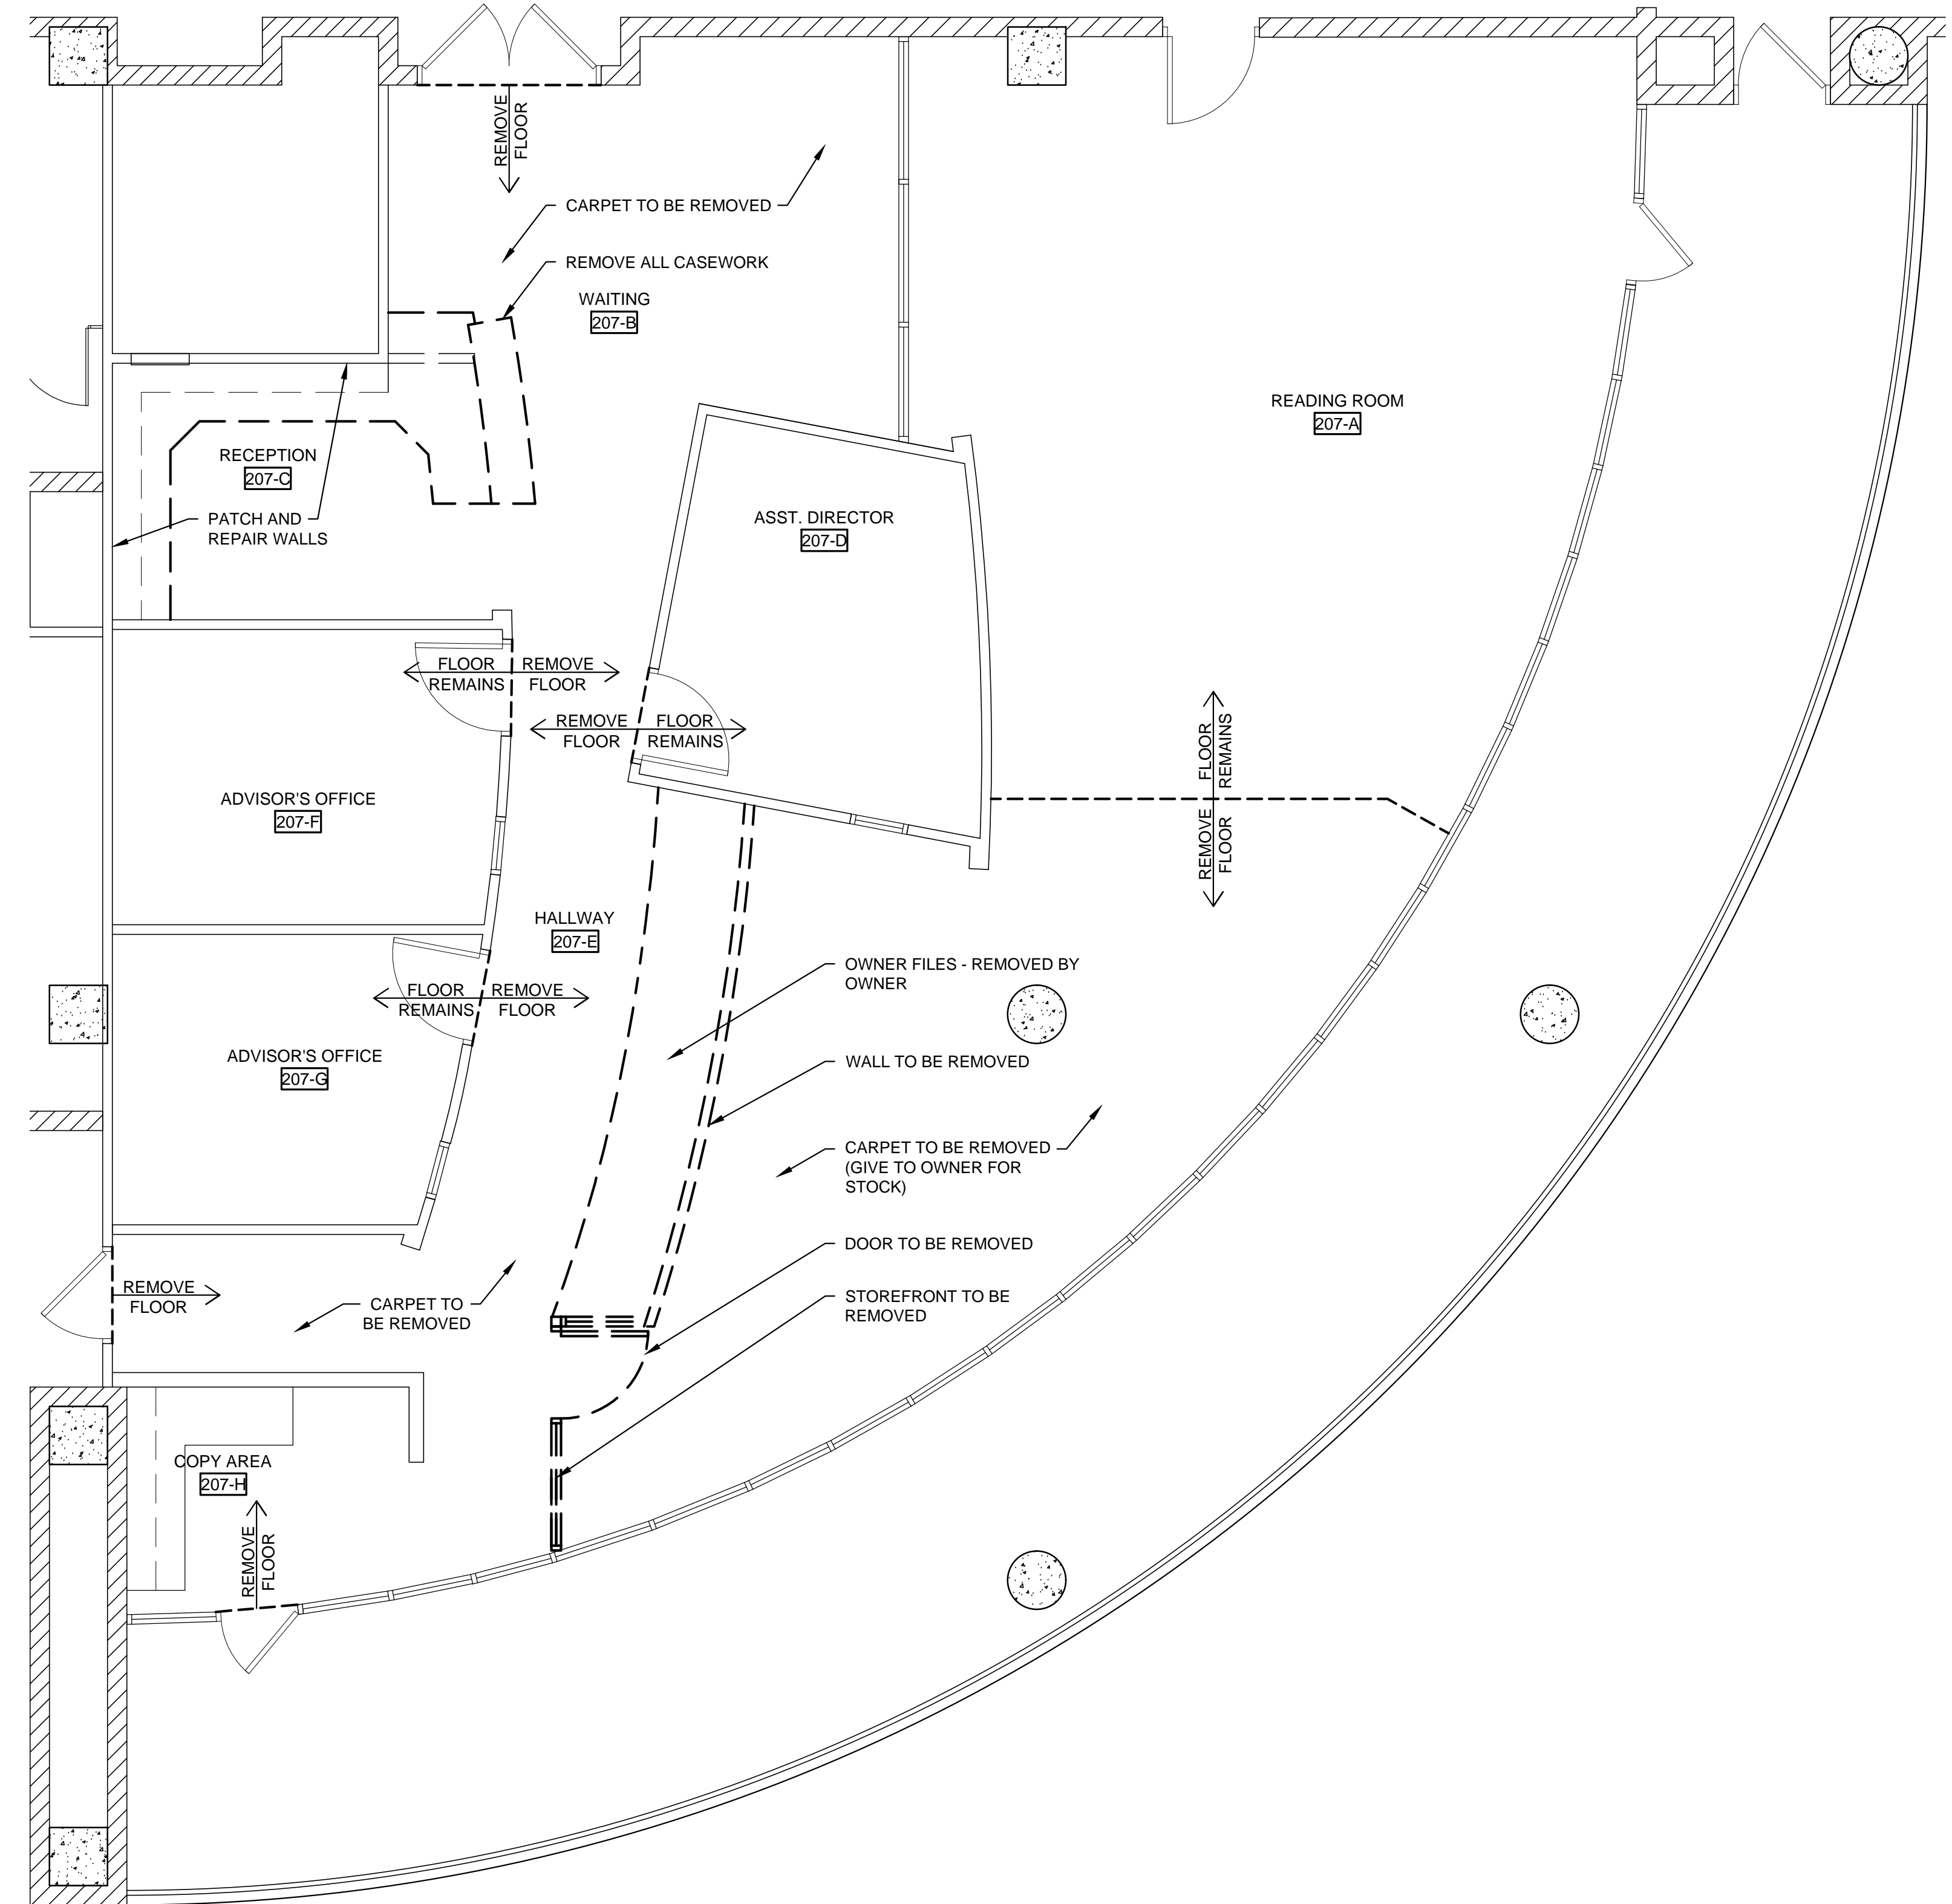 REMOVE
FLOOR
CARPET TO BE REMOVED
REMOVE ALL CASEWORK
WAITING
207-B
READING ROOM
207-A
RECEPTION
207-C
PATCH AND
REPAIR WALLS
ASST. DIRECTOR
207-D
FLOOR
REMAINS
REMOVE
FLOOR
REMOVE
FLOOR
FLOOR
REMAINS
FLOOR
REMAINS
REMOVE
FLOOR
ADVISOR'S OFFICE
207-F
HALLWAY
207-E
OWNER FILES - REMOVED BY
OWNER
FLOOR
REMAINS
REMOVE
FLOOR
ADVISOR'S OFFICE
207-G
WALL TO BE REMOVED
CARPET TO BE REMOVED
(GIVE TO OWNER FOR
STOCK)
DOOR TO BE REMOVED
REMOVE
FLOOR
CARPET TO
BE REMOVED
STOREFRONT TO BE
REMOVED
COPY AREA
207-H
REMOVE
FLOOR